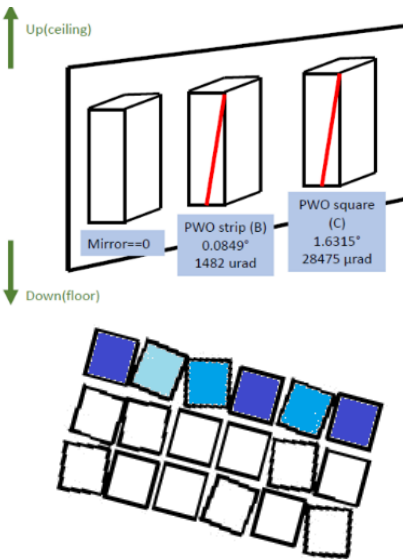 Up(ceiling)
Mirror==0
PWO strip (B)
0.0849°
1482 urad
PWO square
(C)
1.6315°
28475 μrad
Down(floor)